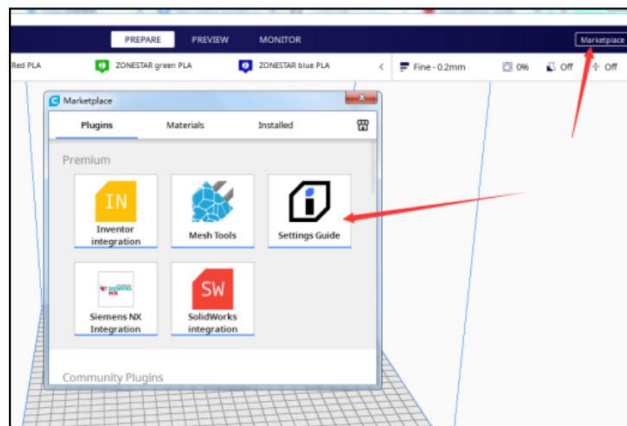 PREPARE PREVIEW MONITOR Marketplace
Red PLA ZONESTAR green PLA ZONESTAR blue PLA < Fine - 0.2mm 0% Off Off
Marketplace
Plugins Materials Installed
Premium
IN
Inventor
integration
Mesh Tools
Settings Guide
SIEMENS
NX
Siemens NX
Integration
SW
SolidWorks
integration
Community Plugins